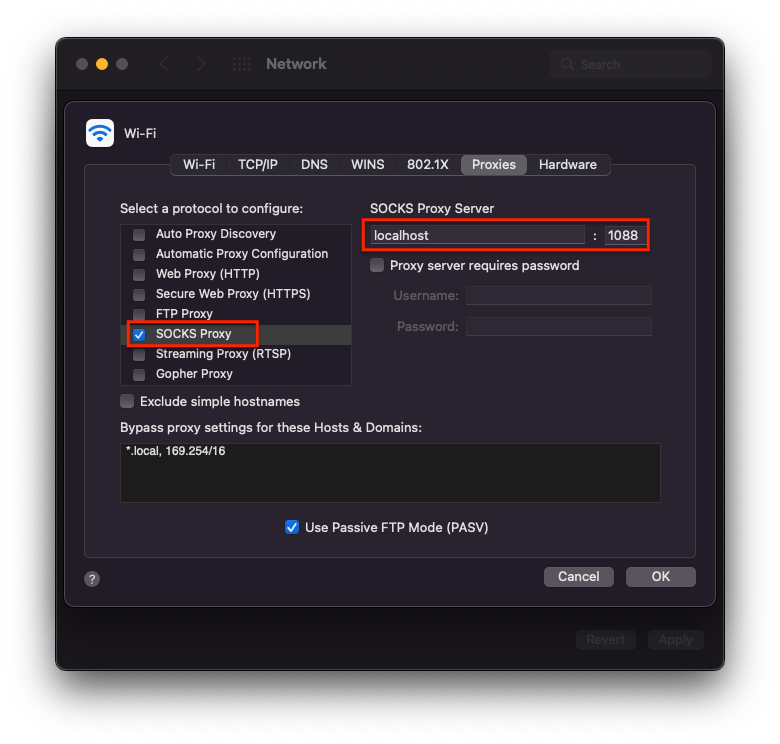 Network
Search
Wi-Fi
Wi-Fi TCP/IP DNS WINS 802.1X Proxies Hardware
Select a protocol to configure:
Auto Proxy Discovery
Automatic Proxy Configuration
Web Proxy (HTTP)
Secure Web Proxy (HTTPS)
FTP Proxy
SOCKS Proxy
Streaming Proxy (RTSP)
Gopher Proxy
SOCKS Proxy Server
localhost : 1088
Proxy server requires password
Username:
Password:
Exclude simple hostnames
Bypass proxy settings for these Hosts & Domains:
*.local, 169.254/16
Use Passive FTP Mode (PASV)
?
Cancel OK
Revert Apply